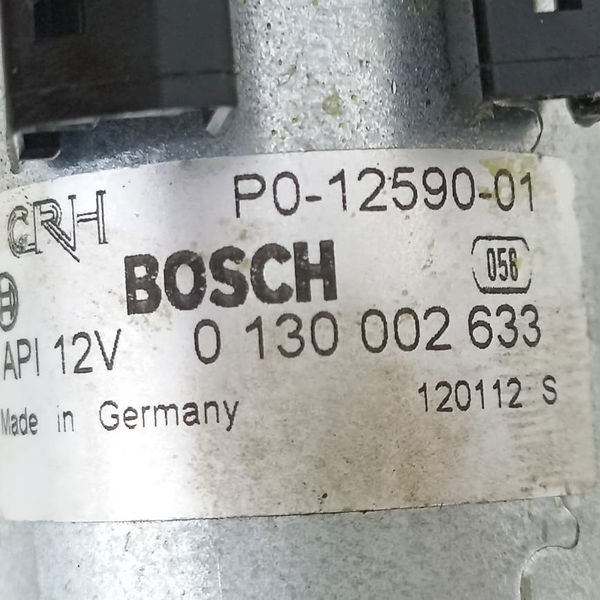 CRH P0-12590-01
BOSCH 058
API 12V 0 130 002 633
Made in Germany 120112 S